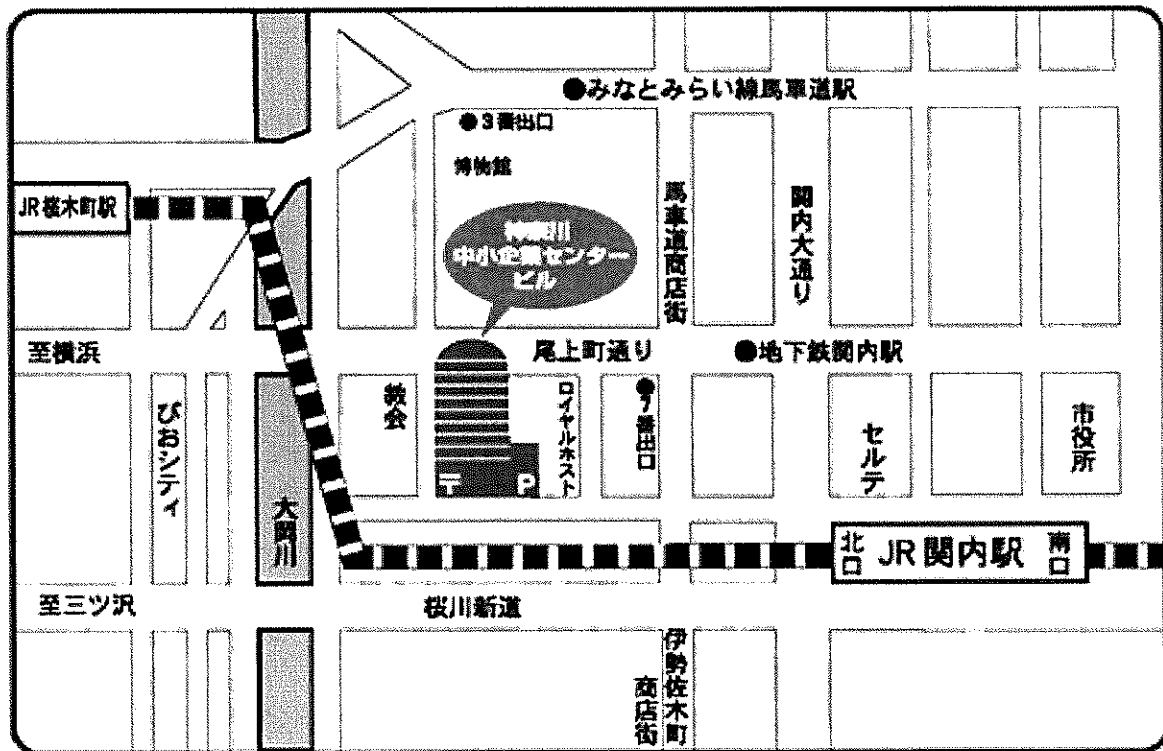 ●みなとみらい線馬車道駅
●3番出口
博物館
JR桜木町駅
神奈川
中小企業センター
ビル
馬車道商店街
関内大通り
至横浜
尾上町通り
●地下鉄関内駅
ぴおシティ
大岡川
教会
ロイヤルホスト
●7番出口
セルテ
市役所
〒
P
北口
JR関内駅
南口
至三ツ沢
桜川新道
伊勢佐木町
商店街